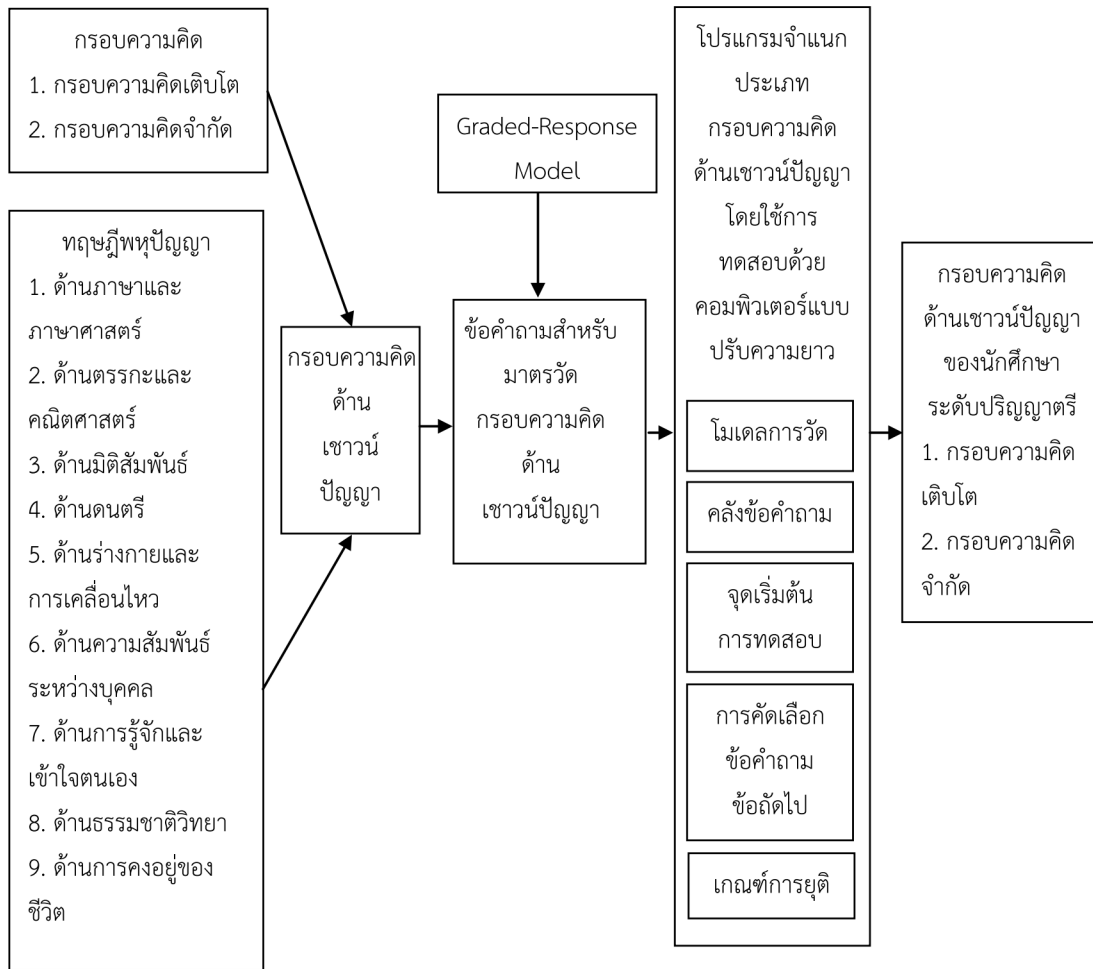 กรอบความคิด
1. กรอบความคิดเติบโต
2. กรอบความคิดจำกัด
ทฤษฎีพหุปัญญา
1. ด้านภาษาและ
ภาษาศาสตร์
2. ด้านตรรกะและ
คณิตศาสตร์
3. ด้านมิติสัมพันธ์
4. ด้านดนตรี
5. ด้านร่างกายและ
การเคลื่อนไหว
6. ด้านความสัมพันธ์
ระหว่างบุคคล
7. ด้านการรู้จักและ
เข้าใจตนเอง
8. ด้านธรรมชาติวิทยา
9. ด้านการคงอยู่ของ
ชีวิต
กรอบความคิด
ด้าน
เชาวน์
ปัญญา
Graded-Response
Model
ข้อคำถามสำหรับ
มาตรวัด
กรอบความคิด
ด้าน
เชาวน์ปัญญา
โปรแกรมจำแนก
ประเภท
กรอบความคิด
ด้านเชาวน์ปัญญา
โดยใช้การ
ทดสอบด้วย
คอมพิวเตอร์แบบ
ปรับความยาว
โมเดลการวัด
คลังข้อคำถาม
จุดเริ่มต้น
การทดสอบ
การคัดเลือก
ข้อคำถาม
ข้อถัดไป
เกณฑ์การยุติ
กรอบความคิด
ด้านเชาวน์ปัญญา
ของนักศึกษา
ระดับปริญญาตรี
1. กรอบความคิด
เติบโต
2. กรอบความคิด
จำกัด